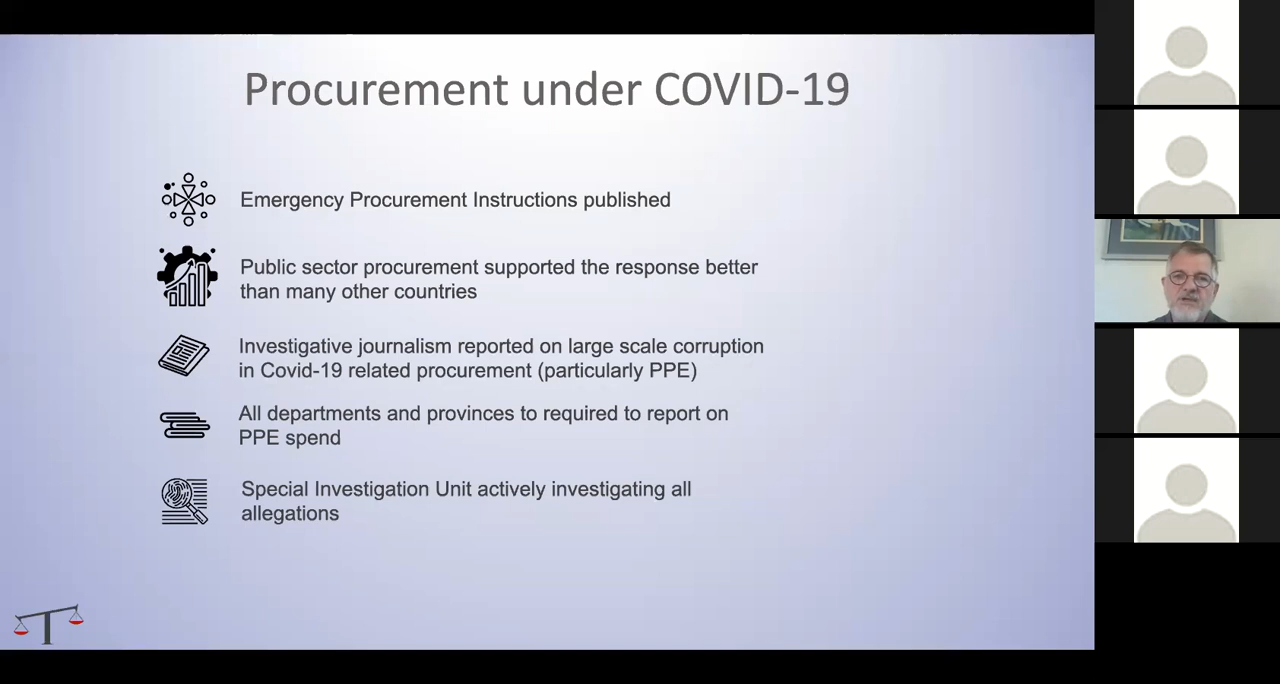 Procurement under COVID-19
Emergency Procurement Instructions published
Public sector procurement supported the response better
than many other countries
Investigative journalism reported on large scale corruption
in Covid-19 related procurement (particularly PPE)
All departments and provinces to required to report on
PPE spend
Special Investigation Unit actively investigating all
allegations